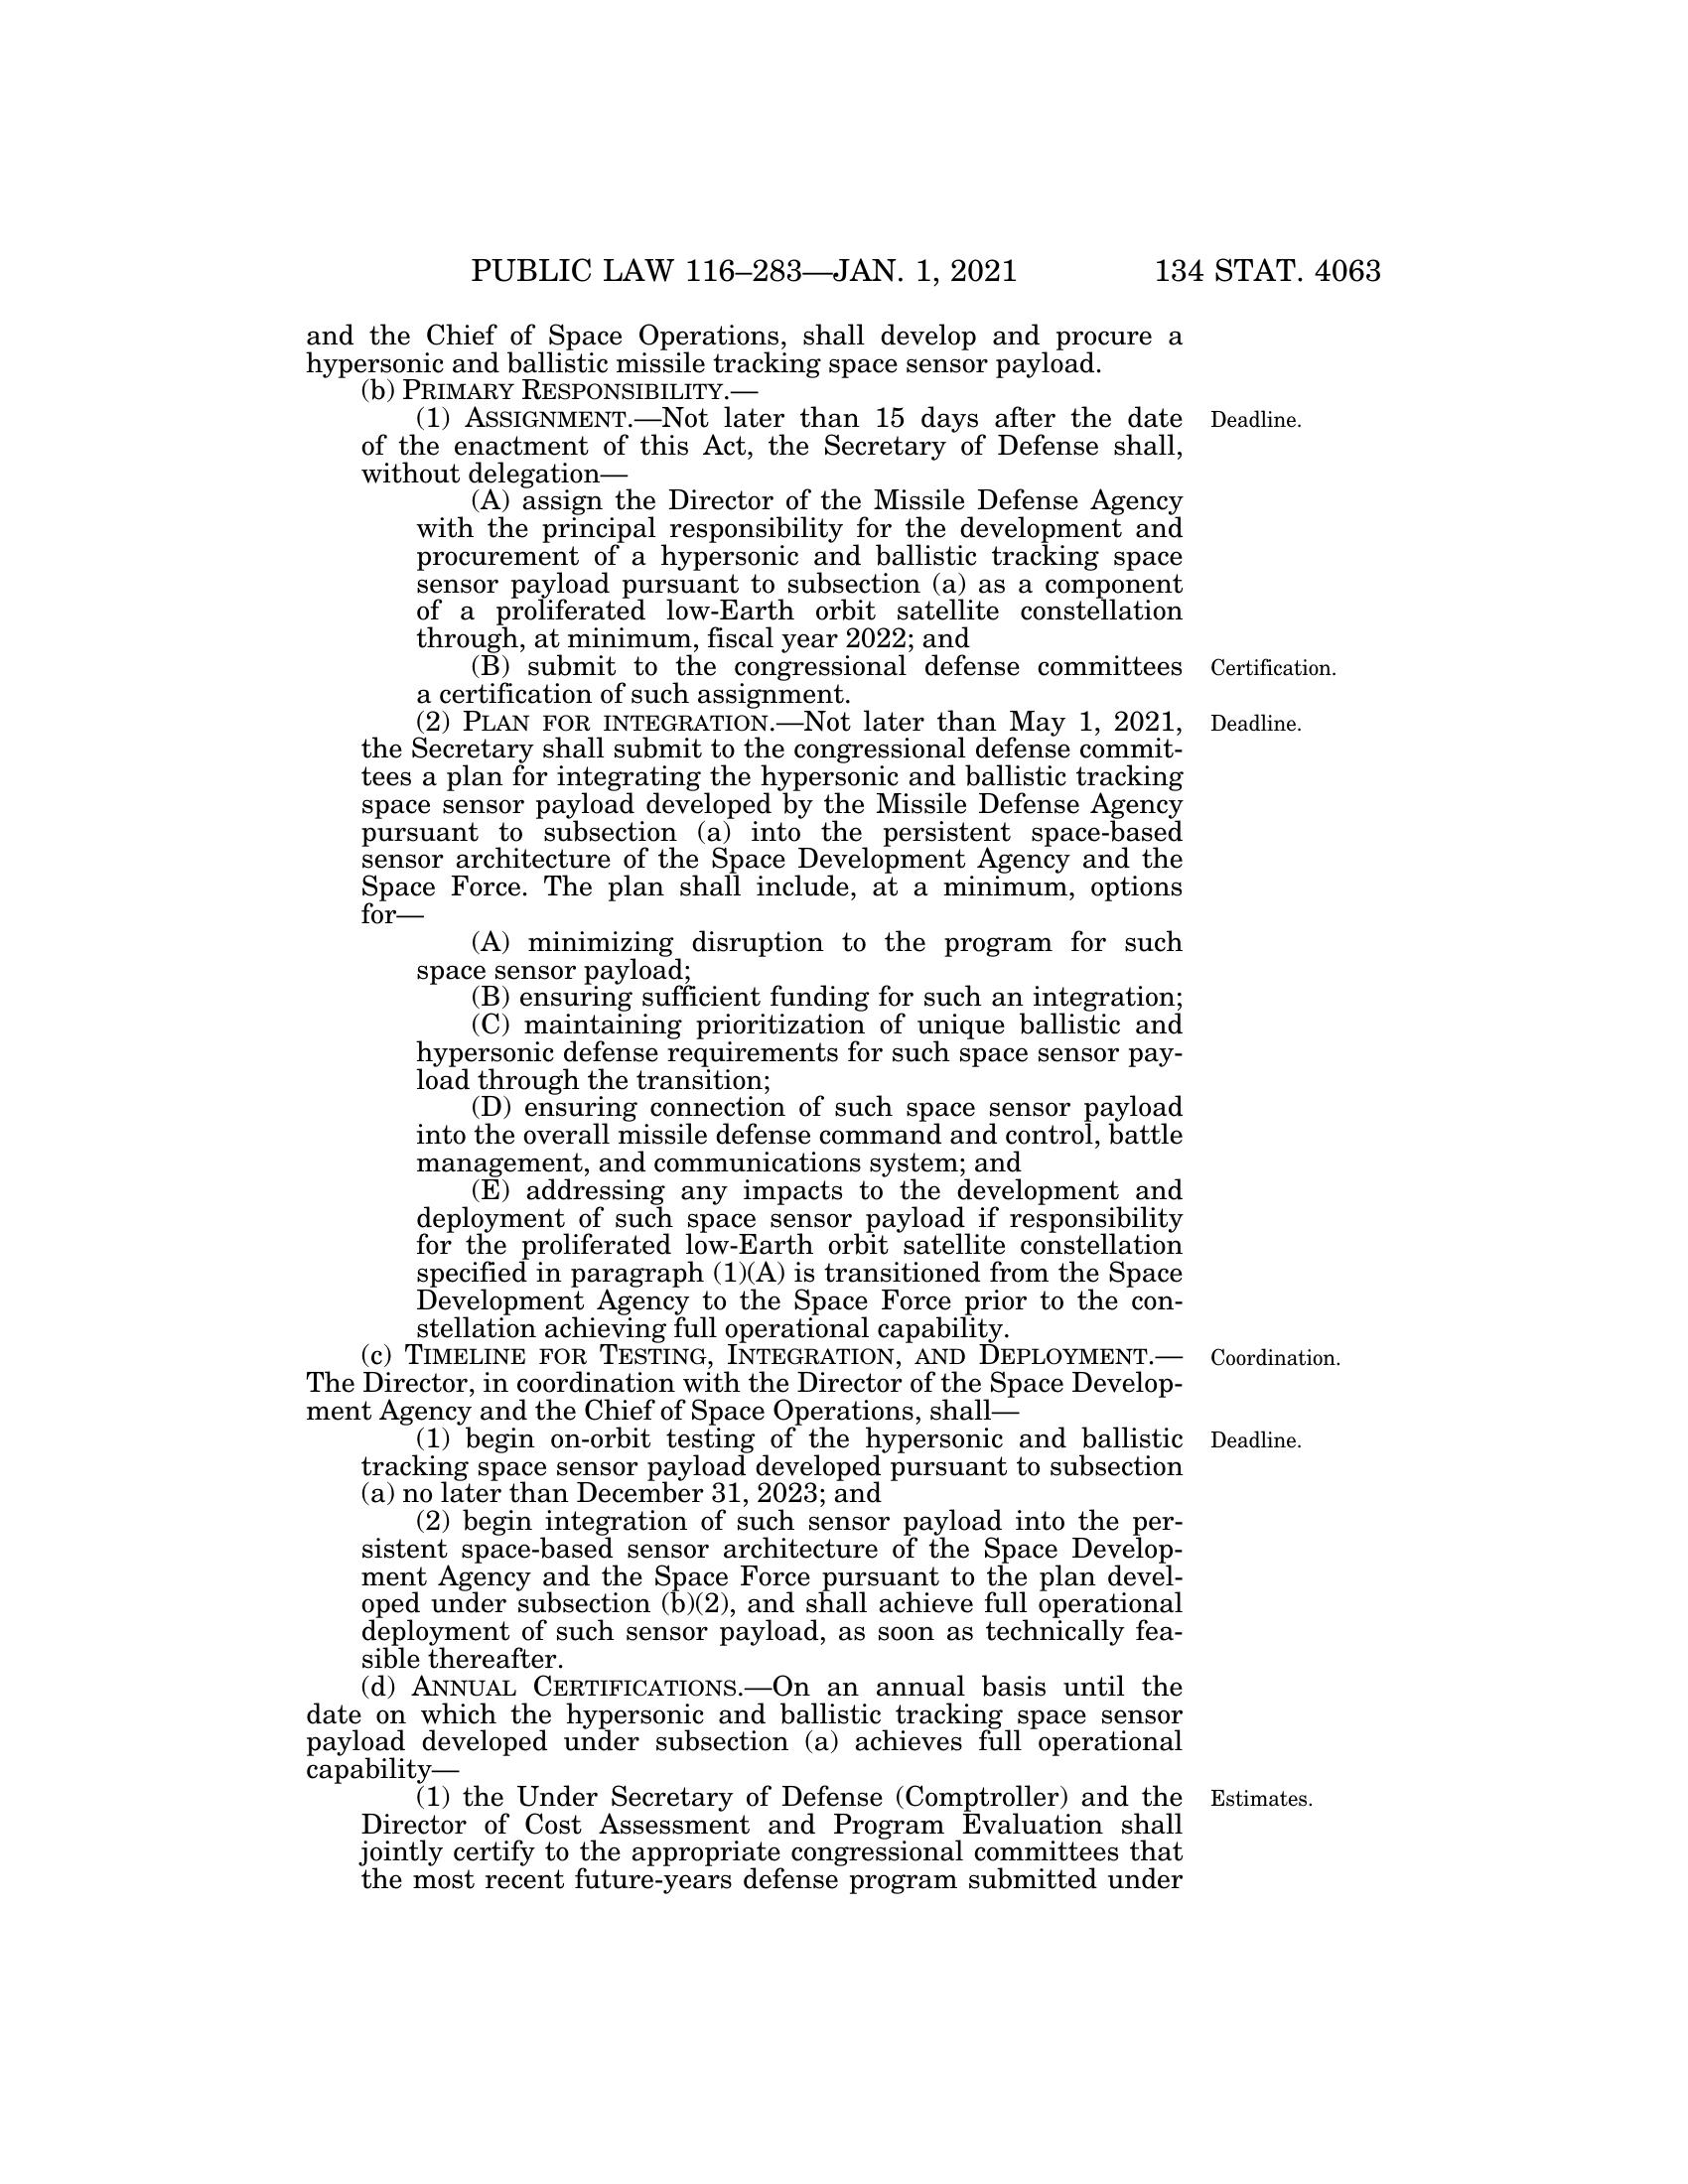 PUBLIC LAW 116–283—JAN. 1, 2021 134 STAT. 4063
and the Chief of Space Operations, shall develop and procure a
hypersonic and ballistic missile tracking space sensor payload.
(b) PRIMARY RESPONSIBILITY.—
(1) ASSIGNMENT.—Not later than 15 days after the date Deadline.
of the enactment of this Act, the Secretary of Defense shall,
without delegation—
(A) assign the Director of the Missile Defense Agency
with the principal responsibility for the development and
procurement of a hypersonic and ballistic tracking space
sensor payload pursuant to subsection (a) as a component
of a proliferated low-Earth orbit satellite constellation
through, at minimum, fiscal year 2022; and
(B) submit to the congressional defense committees Certification.
a certification of such assignment.
(2) PLAN FOR INTEGRATION.—Not later than May 1, 2021, Deadline.
the Secretary shall submit to the congressional defense commit-
tees a plan for integrating the hypersonic and ballistic tracking
space sensor payload developed by the Missile Defense Agency
pursuant to subsection (a) into the persistent space-based
sensor architecture of the Space Development Agency and the
Space Force. The plan shall include, at a minimum, options
for—
(A) minimizing disruption to the program for such
space sensor payload;
(B) ensuring sufficient funding for such an integration;
(C) maintaining prioritization of unique ballistic and
hypersonic defense requirements for such space sensor pay-
load through the transition;
(D) ensuring connection of such space sensor payload
into the overall missile defense command and control, battle
management, and communications system; and
(E) addressing any impacts to the development and
deployment of such space sensor payload if responsibility
for the proliferated low-Earth orbit satellite constellation
specified in paragraph (1)(A) is transitioned from the Space
Development Agency to the Space Force prior to the con-
stellation achieving full operational capability.
(c) TIMELINE FOR TESTING, INTEGRATION, AND DEPLOYMENT.— Coordination.
The Director, in coordination with the Director of the Space Develop-
ment Agency and the Chief of Space Operations, shall—
(1) begin on-orbit testing of the hypersonic and ballistic Deadline.
tracking space sensor payload developed pursuant to subsection
(a) no later than December 31, 2023; and
(2) begin integration of such sensor payload into the per-
sistent space-based sensor architecture of the Space Develop-
ment Agency and the Space Force pursuant to the plan devel-
oped under subsection (b)(2), and shall achieve full operational
deployment of such sensor payload, as soon as technically fea-
sible thereafter.
(d) ANNUAL CERTIFICATIONS.—On an annual basis until the
date on which the hypersonic and ballistic tracking space sensor
payload developed under subsection (a) achieves full operational
capability—
(1) the Under Secretary of Defense (Comptroller) and the Estimates.
Director of Cost Assessment and Program Evaluation shall
jointly certify to the appropriate congressional committees that
the most recent future-years defense program submitted under